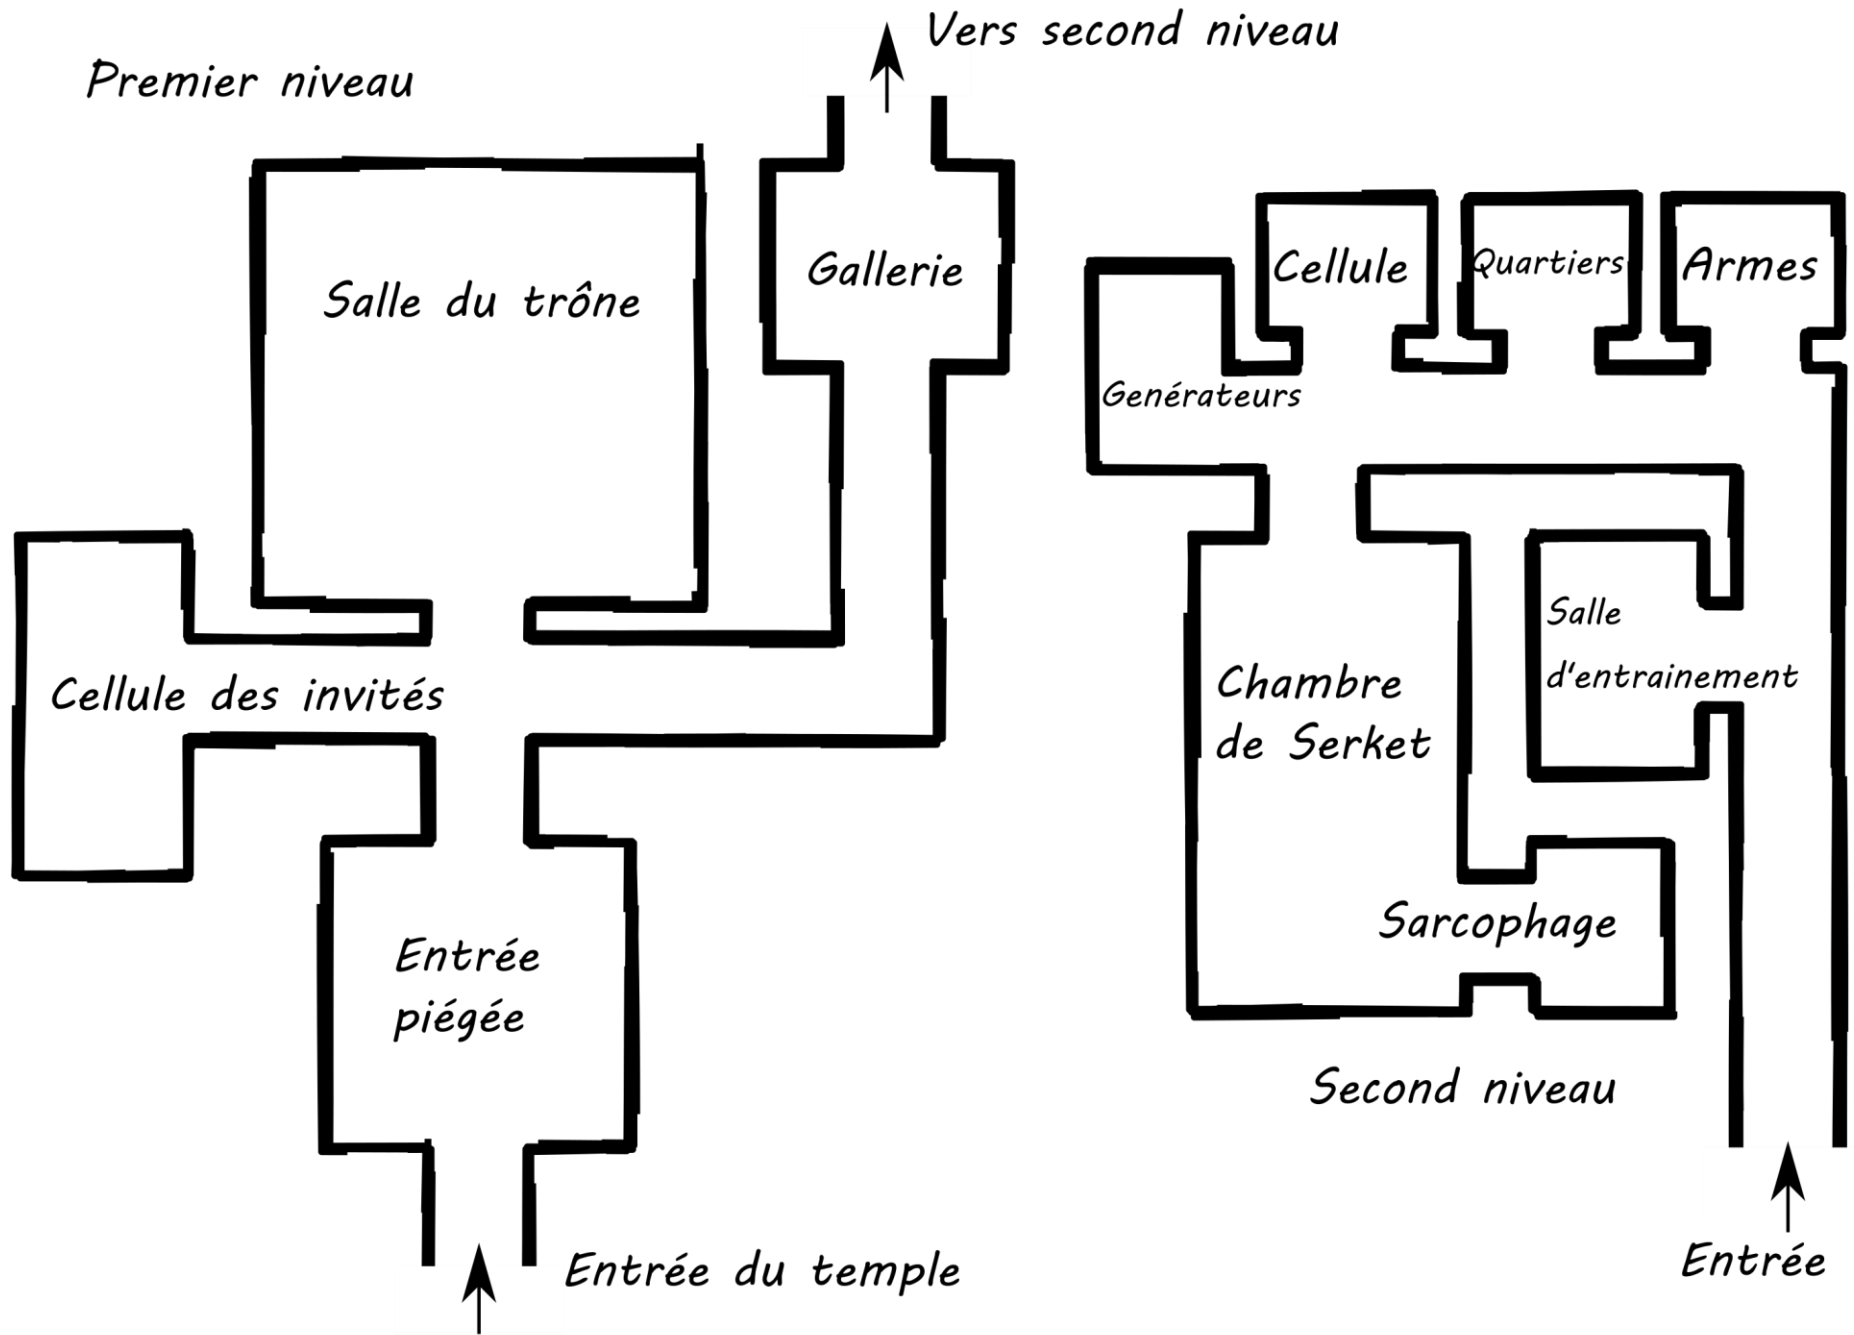 Vers second niveau
Premier niveau
Salle du trône
Gallerie
Cellule des invités
Entrée
piégée
Entrée du temple
Cellule
Quartiers
Armes
Genérateurs
Salle
d'entrainement
Chambre
de Serket
Sarcophage
Second niveau
Entrée